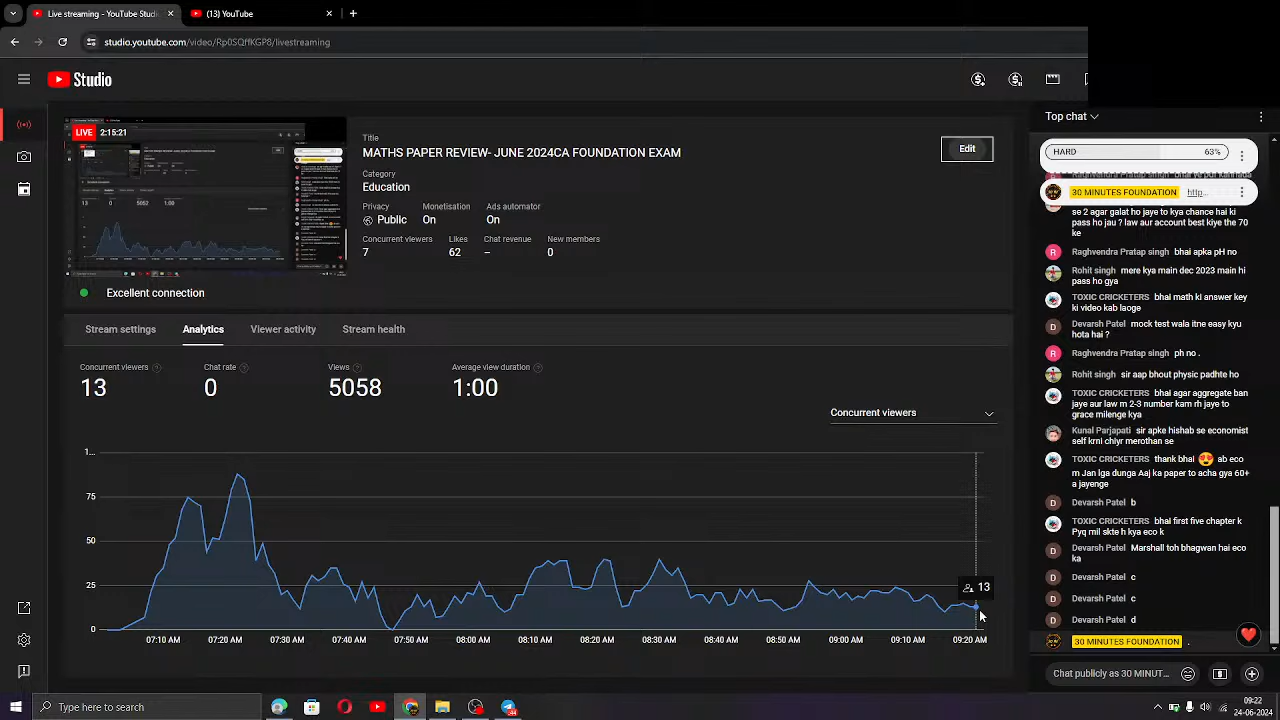 Live streaming - YouTube Studi
(13) YouTube
studio.youtube.com/video/Rp0SQffKGP8/livestreaming
Studio
LIVE 2:15:21
Title
MATHS PAPER REVIEW- JUNE 2024CA FOUNDATION EXAM
Edit
Category
Education
Privacy
Ads automator
Public On
On
Concurrent viewers
Likes
7
62
–
0
Excellent connection
Stream settings
Analytics
Viewer activity
Stream health
Concurrent viewers
13
Chat rate
0
Views
5058
Average view duration
1:00
Concurrent viewers
1...
75
50
25
0
13
07:10 AM
07:20 AM
07:30 AM
07:40 AM
07:50 AM
08:00 AM
08:10 AM
08:20 AM
08:30 AM
08:40 AM
08:50 AM
09:00 AM
09:10 AM
09:20 AM
Top chat
HARD 63%
30 MINUTES FOUNDATION http...
se 2 agar galat ho jaye to kya chance hai ki
pass ho jau ? law aur account best kiye the 70
ke
Raghvendra Pratap singh bhai apka pH no
Rohit singh mere kya main dec 2023 main hi
pass ho gya
TOXIC CRICKETERS bhai math ki answer key
ki video kab laoge
Devarsh Patel mock test wala itne easy kyu
hota hai ?
Raghvendra Pratap singh ph no .
Rohit singh sir aap bhout physic padhte ho
TOXIC CRICKETERS bhai agar aggregate ban
jaye aur law m 2-3 number kam rh jaye to
grace milenge kya
Kunal Parjapati sir apke hishab se economist
self krni chiyr merothan se
TOXIC CRICKETERS thank bhai 😍 ab eco
m Jan lga dunga Aaj ka paper to acha gya 60+
a jayenge
Devarsh Patel b
TOXIC CRICKETERS bhai first five chapter k
Pyq mil skte h kya eco k
Devarsh Patel Marshall toh bhagwan hai eco
ka
Devarsh Patel c
Devarsh Patel c
Devarsh Patel d
30 MINUTES FOUNDATION .
Chat publicly as 30 MINUT...
Type here to search
09:22
24-06-2024